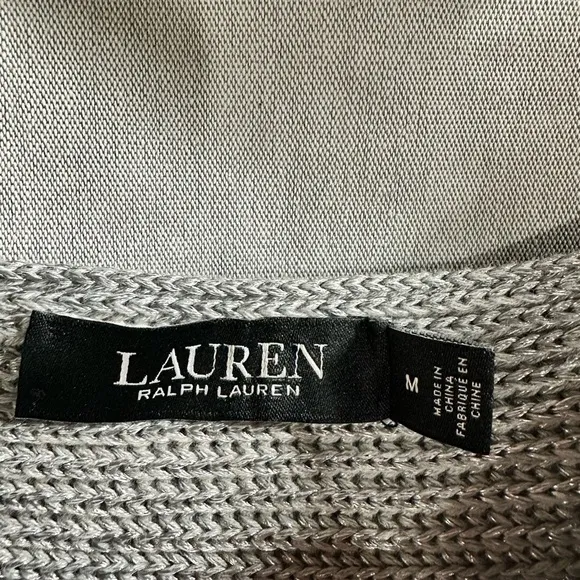 LAUREN
RALPH LAUREN
M
MADE IN
CHINA
FABRIQUE EN
CHINE